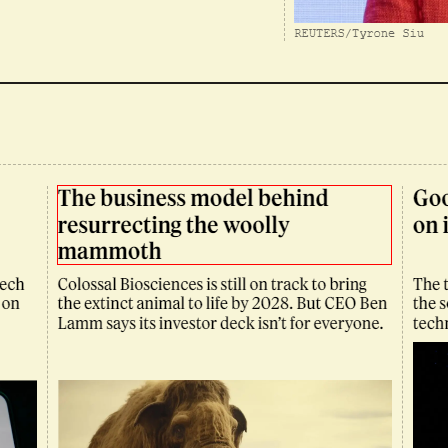 REUTERS/Tyrone Siu
The business model behind
resurrecting the woolly
mammoth
Colossal Biosciences is still on track to bring
the extinct animal to life by 2028. But CEO Ben
Lamm says its investor deck isn't for everyone.
ech
on
Goo
on i
The t
the s
techn